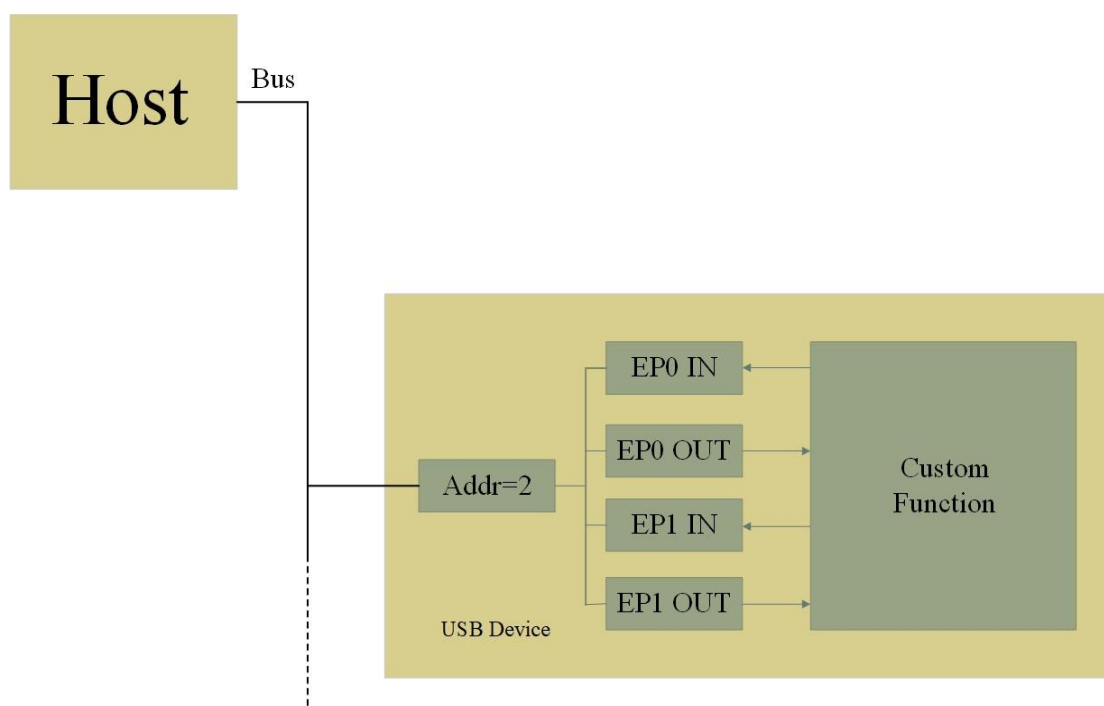 Host
Bus
EP0 IN
EP0 OUT
Addr=2
EP1 IN
EP1 OUT
Custom
Function
USB Device